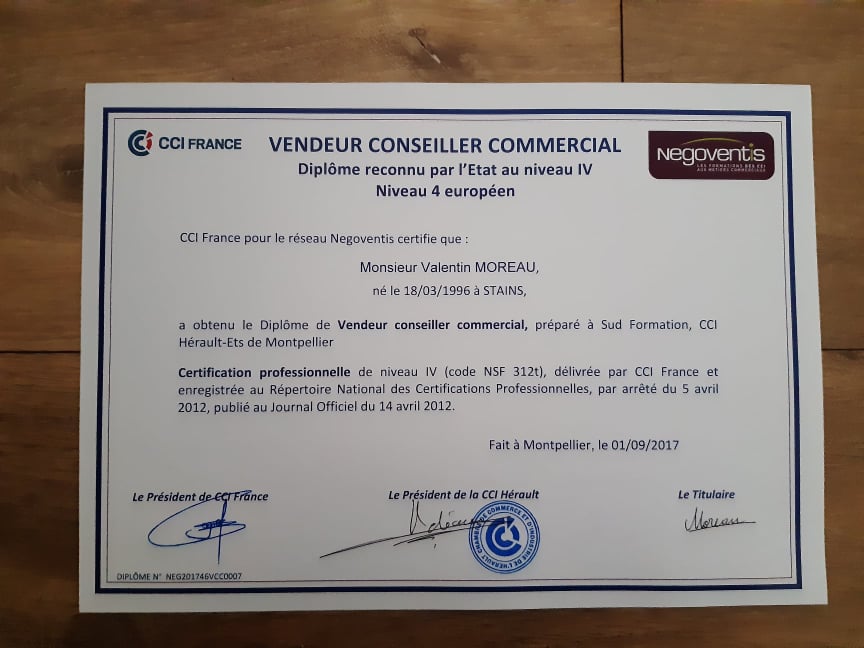 CCI FRANCE
VENDEUR CONSEILLER COMMERCIAL
Diplôme reconnu par l'Etat au niveau IV
Niveau 4 européen
Negoventis
LES FORMATIONS DES CCI
AUX MÉTIERS COMMERCIAUX
CCI France pour le réseau Negoventis certifie que :
Monsieur Valentin MOREAU,
né le 18/03/1996 à STAINS,
a obtenu le Diplôme de Vendeur conseiller commercial, préparé à Sud Formation, CCI
Hérault-Ets de Montpellier
Certification professionnelle de niveau IV (code NSF 312t), délivrée par CCI France et
enregistrée au Répertoire National des Certifications Professionnelles, par arrêté du 5 avril
2012, publié au Journal Officiel du 14 avril 2012.
Fait à Montpellier, le 01/09/2017
Le Président de CCI France
Le Président de la CCI Hérault
Le Titulaire
CHAMBRE DE COMMERCE ET D'INDUSTRIE DE L'HERAULT
Moreau
DIPLÔME N° NEG201746VCC0007